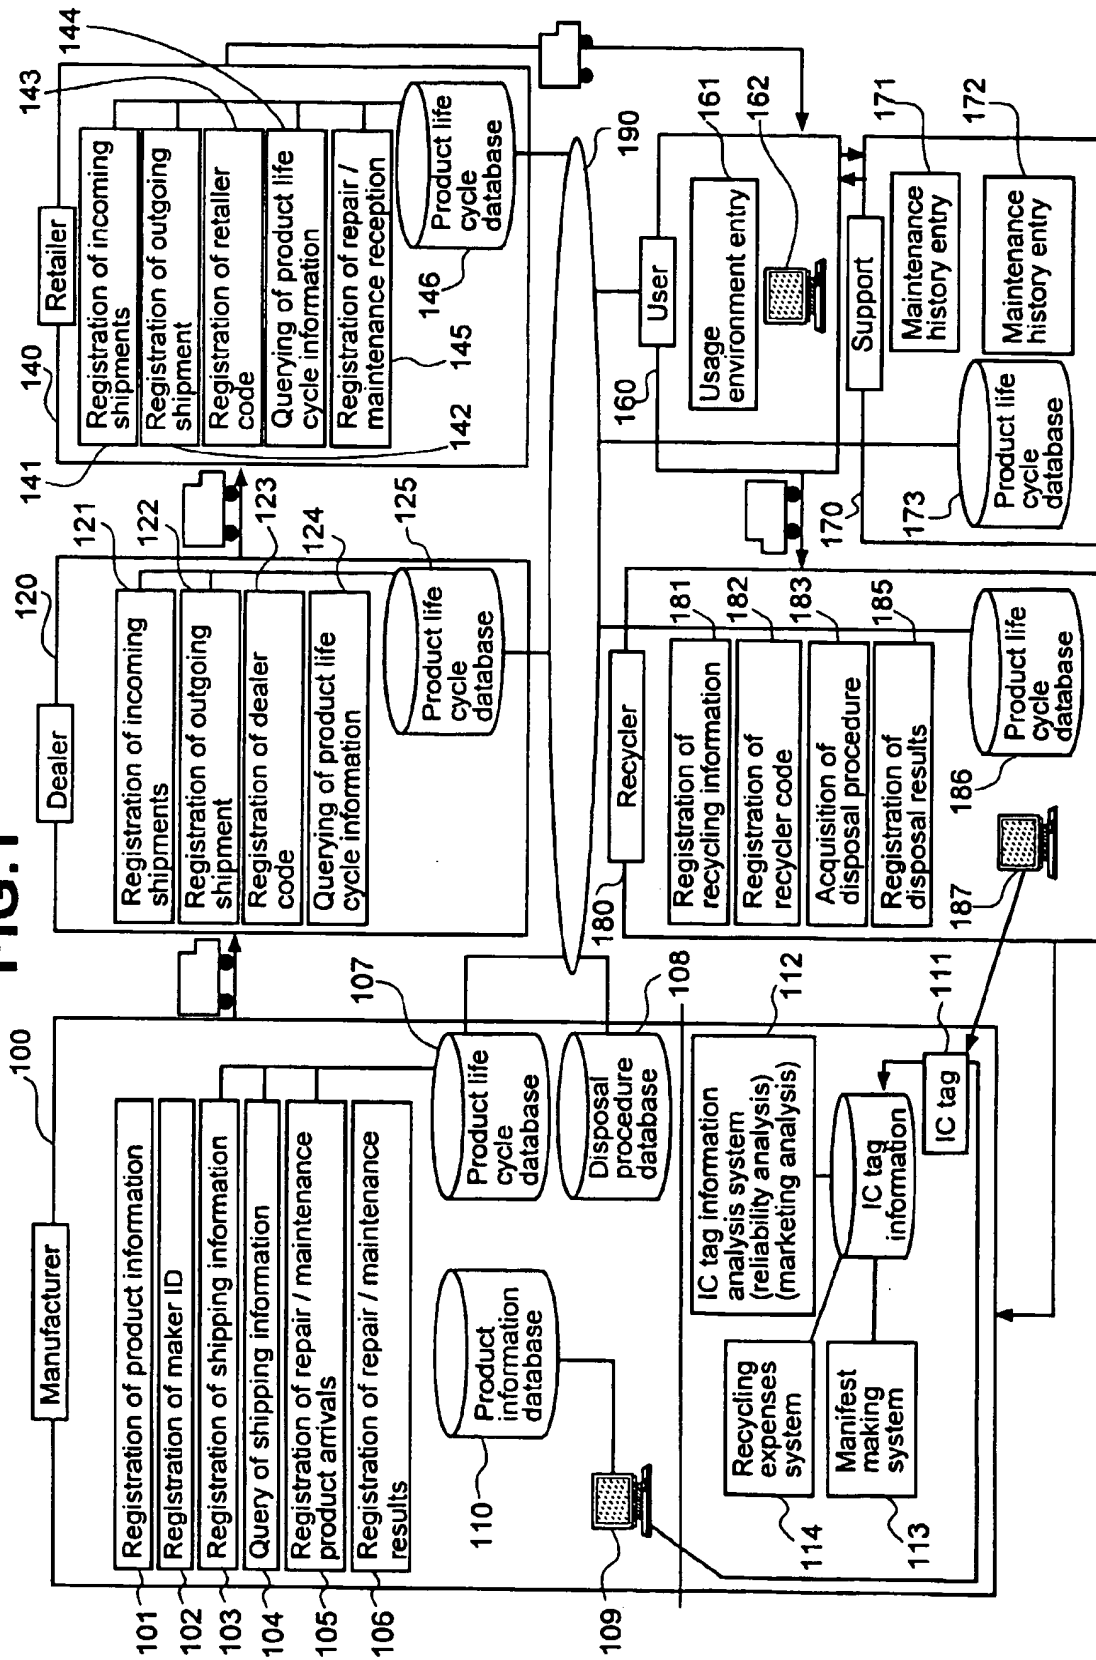 FIG.1
Manufacturer
100
Registration of product information
101
Registration of maker ID
102
Registration of shipping information
103
Query of shipping information
104
Registration of repair / maintenance
product arrivals
105
Registration of repair / maintenance
results
106
Product life
cycle
database
107
Disposal
procedure
database
108
Product
information
database
110
109
IC tag information
analysis system
(reliability analysis)
(marketing analysis)
112
IC tag
information
IC tag
111
Recycling
expenses
system
114
Manifest
making
system
113
Dealer
120
Registration of incoming
shipments
121
Registration of outgoing
shipment
122
Registration of dealer
code
123
Querying of product life
cycle information
124
Product life
cycle
database
125
Retailer
140
Registration of incoming
shipments
141
Registration of outgoing
shipment
142
Registration of retaller
code
143
Querying of product life
cycle information
144
Registration of repair /
maintenance reception
145
Product life
cycle
database
146
190
Recycler
180
Registration of
recycling information
181
Registration of
recycler code
182
Acquisition of
disposal procedure
183
Registration of
disposal results
185
Product life
cycle
database
186
187
User
160
Usage
environment entry
161
162
Support
170
Maintenance
history entry
171
Maintenance
history entry
172
Product life
cycle
database
173